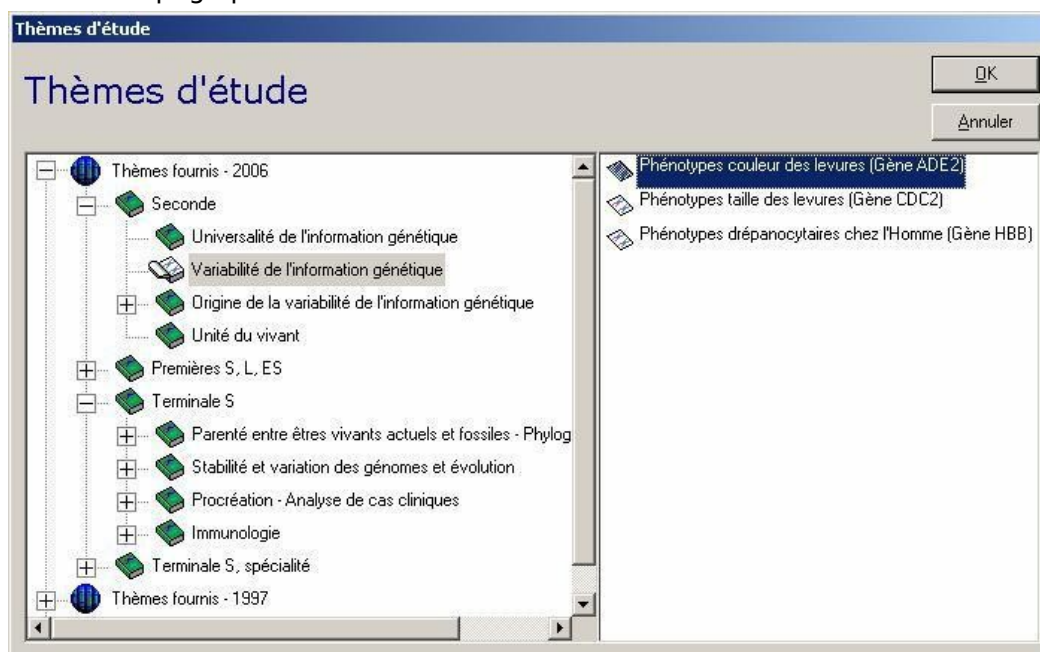 Thèmes d'étude
Thèmes d'étude
OK
Annuler
Thèmes fournis - 2006
Seconde
Universalité de l'information génétique
Variabilité de l'information génétique
Origine de la variabilité de l'information génétique
Unité du vivant
Premières S, L, ES
Terminale S
Parenté entre êtres vivants actuels et fossiles - Phylog
Stabilité et variation des génomes et évolution
Procréation - Analyse de cas cliniques
Immunologie
Terminale S, spécialité
Thèmes fournis - 1997
Phénotypes couleur des levures (Gène ADE2)
Phénotypes taille des levures (Gène CDC2)
Phénotypes drépanocytaires chez l'Homme (Gène HBB)